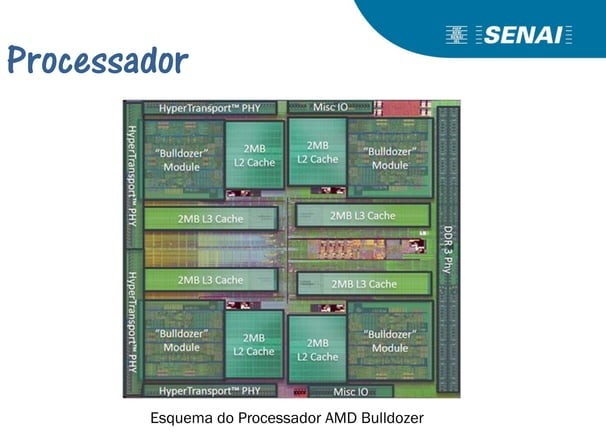 SENAI
Processador
HyperTransport™ PHY
Misc IO
HyperTransport™ PHY
"Bulldozer"
Module
2MB
L2 Cache
2MB
L2 Cache
"Bulldozer"
Module
2MB L3 Cache
2MB L3 Cache
DDR 3 Phy
2MB L3 Cache
2MB L3 Cache
HyperTransport™ PHY
"Bulldozer"
Module
2MB
L2 Cache
2MB
L2 Cache
"Bulldozer"
Module
HyperTransport™ PHY
Misc IO
Esquema do Processador AMD Bulldozer